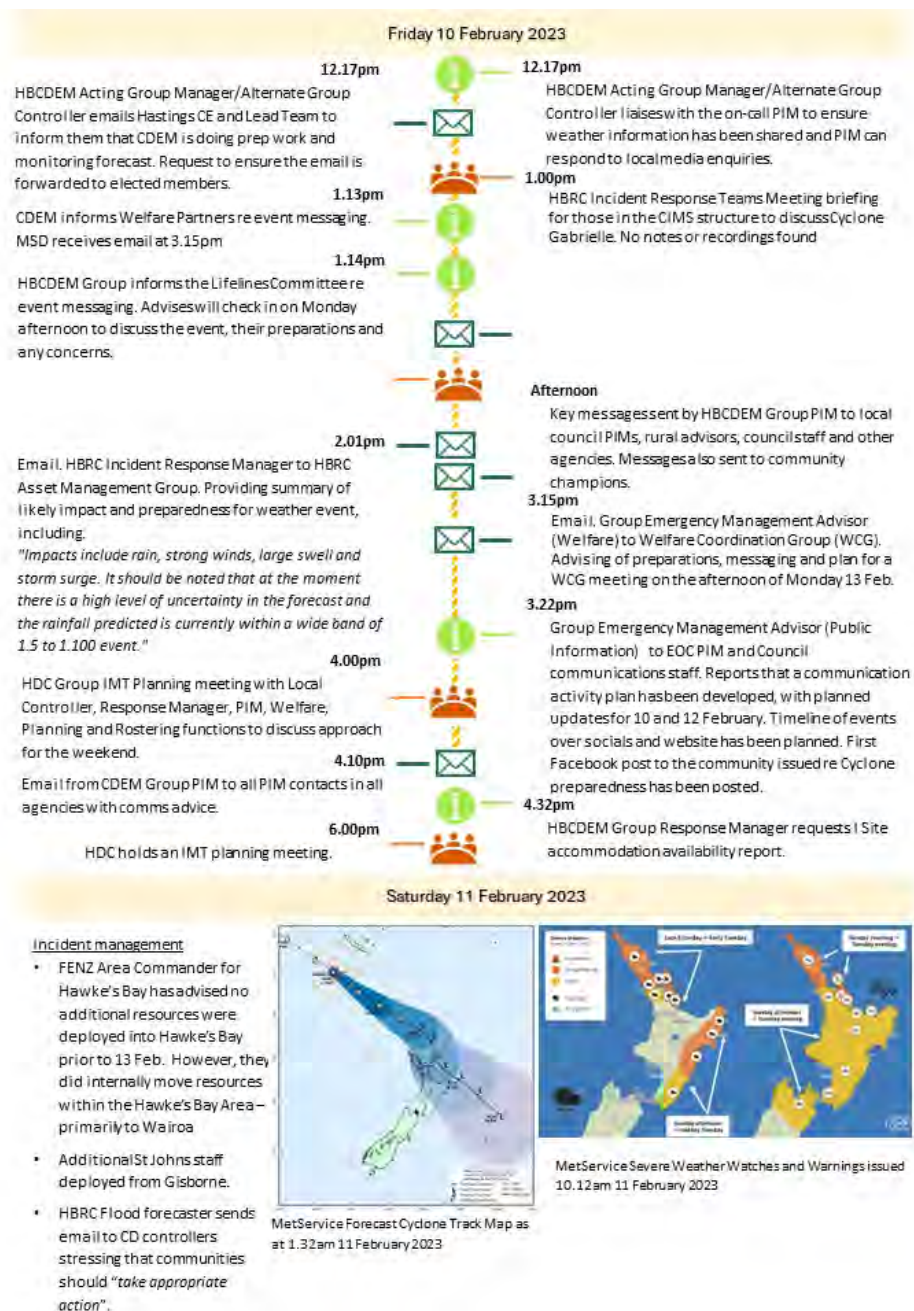 Friday 10 February 2023
12.17pm
HBCDEM Acting Group Manager/Alternate Group
Controller emails Hastings CE and Lead Team to
inform them that CDEM is doing prep work and
monitoring forecast. Request to ensure the email is
forwarded to elected members.
12.17pm
HBCDEM Acting Group Manager/Alternate Group
Controller liaises with the on-call PIM to ensure
weather information has been shared and PIM can
respond to local media enquiries.
1.00pm
HBRC Incident Response Teams Meeting briefing
for those in the CIMS structure to discuss Cyclone
Gabrielle. No notes or recordings found
1.13pm
CDEM informs Welfare Partners re event messaging.
MSD receives email at 3.15pm
1.14pm
HBCDEM Group informs the Lifelines Committee re
event messaging. Advises will check in on Monday
afternoon to discuss the event, their preparations and
any concerns.
Afternoon
Key messages sent by HBCDEM Group PIM to local
council PIMs, rural advisors, council staff and other
agencies. Messages also sent to community
champions.
2.01pm
Email. HBRC Incident Response Manager to HBRC
Asset Management Group. Providing summary of
likely impact and preparedness for weather event,
including:
"Impacts include rain, strong winds, large swell and
storm surge. It should be noted that at the moment
there is a high level of uncertainty in the forecast and
the rainfall predicted is currently within a wide band of
1.5 to 1.100 event."
3.15pm
Email. Group Emergency Management Advisor
(Welfare) to Welfare Coordination Group (WCG).
Advising of preparations, messaging and plan for a
WCG meeting on the afternoon of Monday 13 Feb.
3.22pm
Group Emergency Management Advisor (Public
Information) to EOC PIM and Council
communications staff. Reports that a communication
activity plan has been developed, with planned
updates for 10 and 12 February. Timeline of events
over socials and website has been planned. First
Facebook post to the community issued re Cyclone
preparedness has been posted.
4.00pm
HDC Group IMT Planning meeting with Local
Controller, Response Manager, PIM, Welfare,
Planning and Rostering functions to discuss approach
for the weekend.
4.10pm
Email from CDEM Group PIM to all PIM contacts in all
agencies with comms advice.
4.32pm
HBCDEM Group Response Manager requests I Site
accommodation availability report.
6.00pm
HDC holds an IMT planning meeting.
Saturday 11 February 2023
Incident management
• FENZ Area Commander for
Hawke's Bay has advised no
additional resources were
deployed into Hawke's Bay
prior to 13 Feb. However, they
did internally move resources
within the Hawke's Bay Area –
primarily to Wairoa
• Additional St Johns staff
deployed from Gisborne.
• HBRC Flood forecaster sends
email to CD controllers
stressing that communities
should "take appropriate
action".
MetService Forecast Cyclone Track Map as
at 1.32am 11 February 2023
MetService Severe Weather Watches and Warnings issued
10.12am 11 February 2023